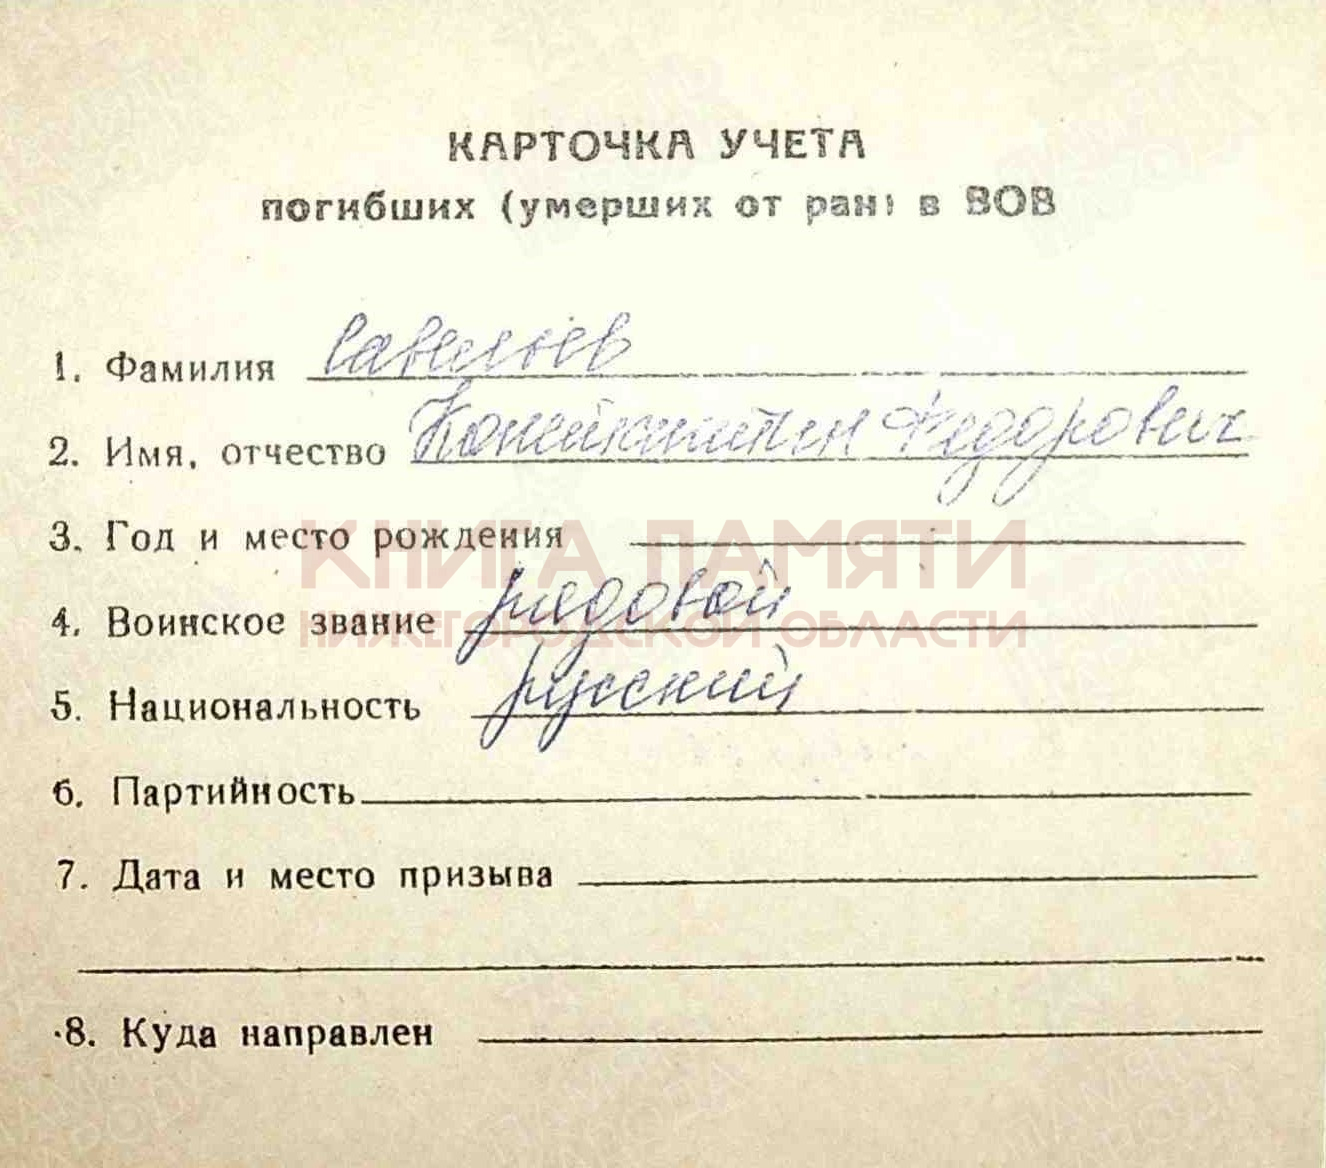 КАРТОЧКА УЧЕТА
погибших (умерших от ран) в ВОВ
1. Фамилия Савельев
2. Имя, отчество Константин Федорович
3. Год и место рождения
КНИГА ПАМЯТИ
4. Воинское звание рядовой
НИЖЕГОРОДСКОЙ ОБЛАСТИ
5. Национальность русский
6. Партийность
7. Дата и место призыва
8. Куда направлен